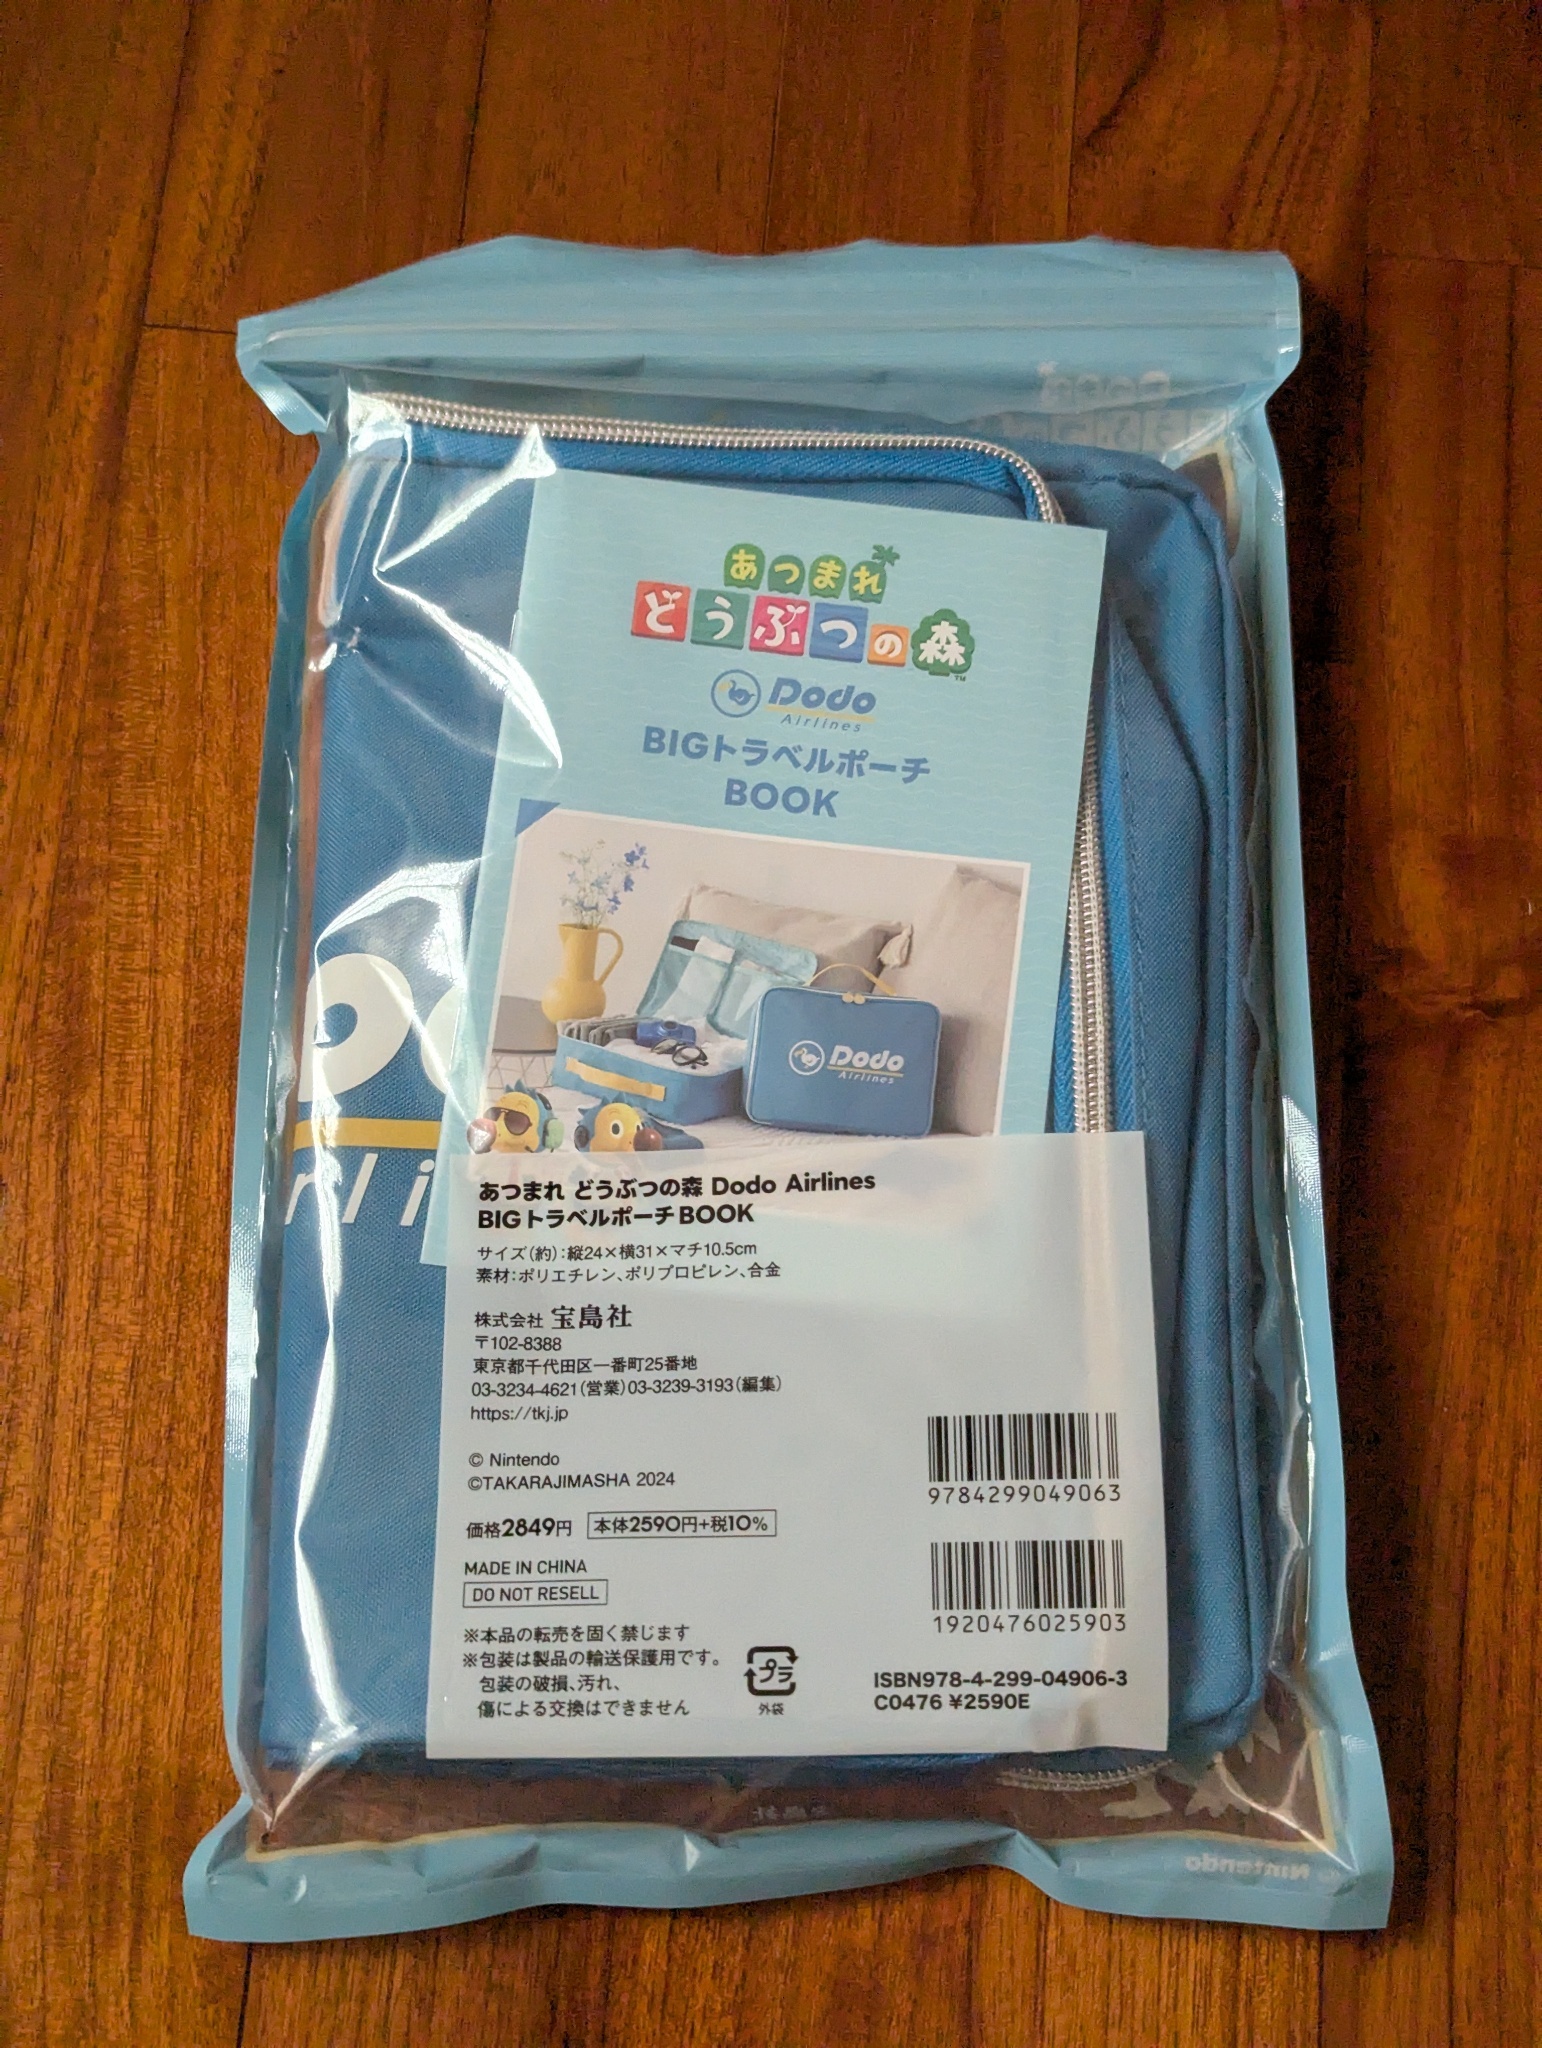 あつまれ
どうぶつの森™
Dodo
Airlines
BIGトラベルポーチ
BOOK
Dodo
Airlines
あつまれ どうぶつの森 Dodo Airlines
BIGトラベルポーチBOOK
サイズ(約):縦24×横31×マチ10.5cm
素材:ポリエチレン、ポリプロピレン、合金
株式会社 宝島社
〒102-8388
東京都千代田区一番町25番地
03-3234-4621(営業)03-3239-3193(編集)
https://tkj.jp
© Nintendo
©TAKARAJIMASHA 2024
価格2849円 本体2590円+税10%
MADE IN CHINA
DO NOT RESELL
※本品の転売を固く禁じます
※包装は製品の輸送保護用です。
包装の破損、汚れ、
傷による交換はできません
プラ
外袋
9784299049063
1920476025903
ISBN978-4-299-04906-3
C0476 ¥2590E
© Nintendo